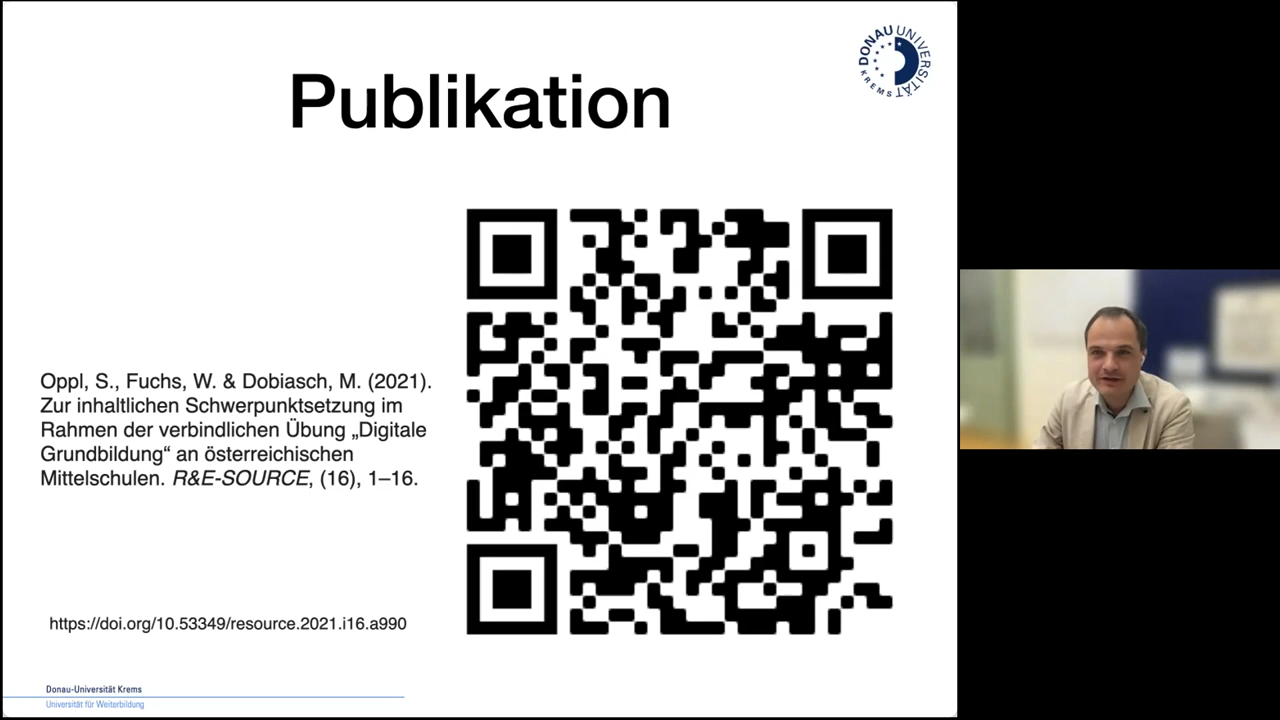 Publikation
DONAU UNIVERSITÄT KREMS
Oppl, S., Fuchs, W. & Dobiasch, M. (2021).
Zur inhaltlichen Schwerpunktsetzung im
Rahmen der verbindlichen Übung „Digitale
Grundbildung“ an österreichischen
Mittelschulen. R&E-SOURCE, (16), 1–16.
https://doi.org/10.53349/resource.2021.i16.a990
Donau-Universität Krems
Universität für Weiterbildung